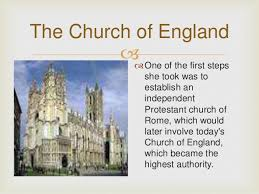 The Church of England
One of the first steps
she took was to
establish an
independent
Protestant church of
Rome, which would
later involve today's
Church of England,
which became the
highest authority.